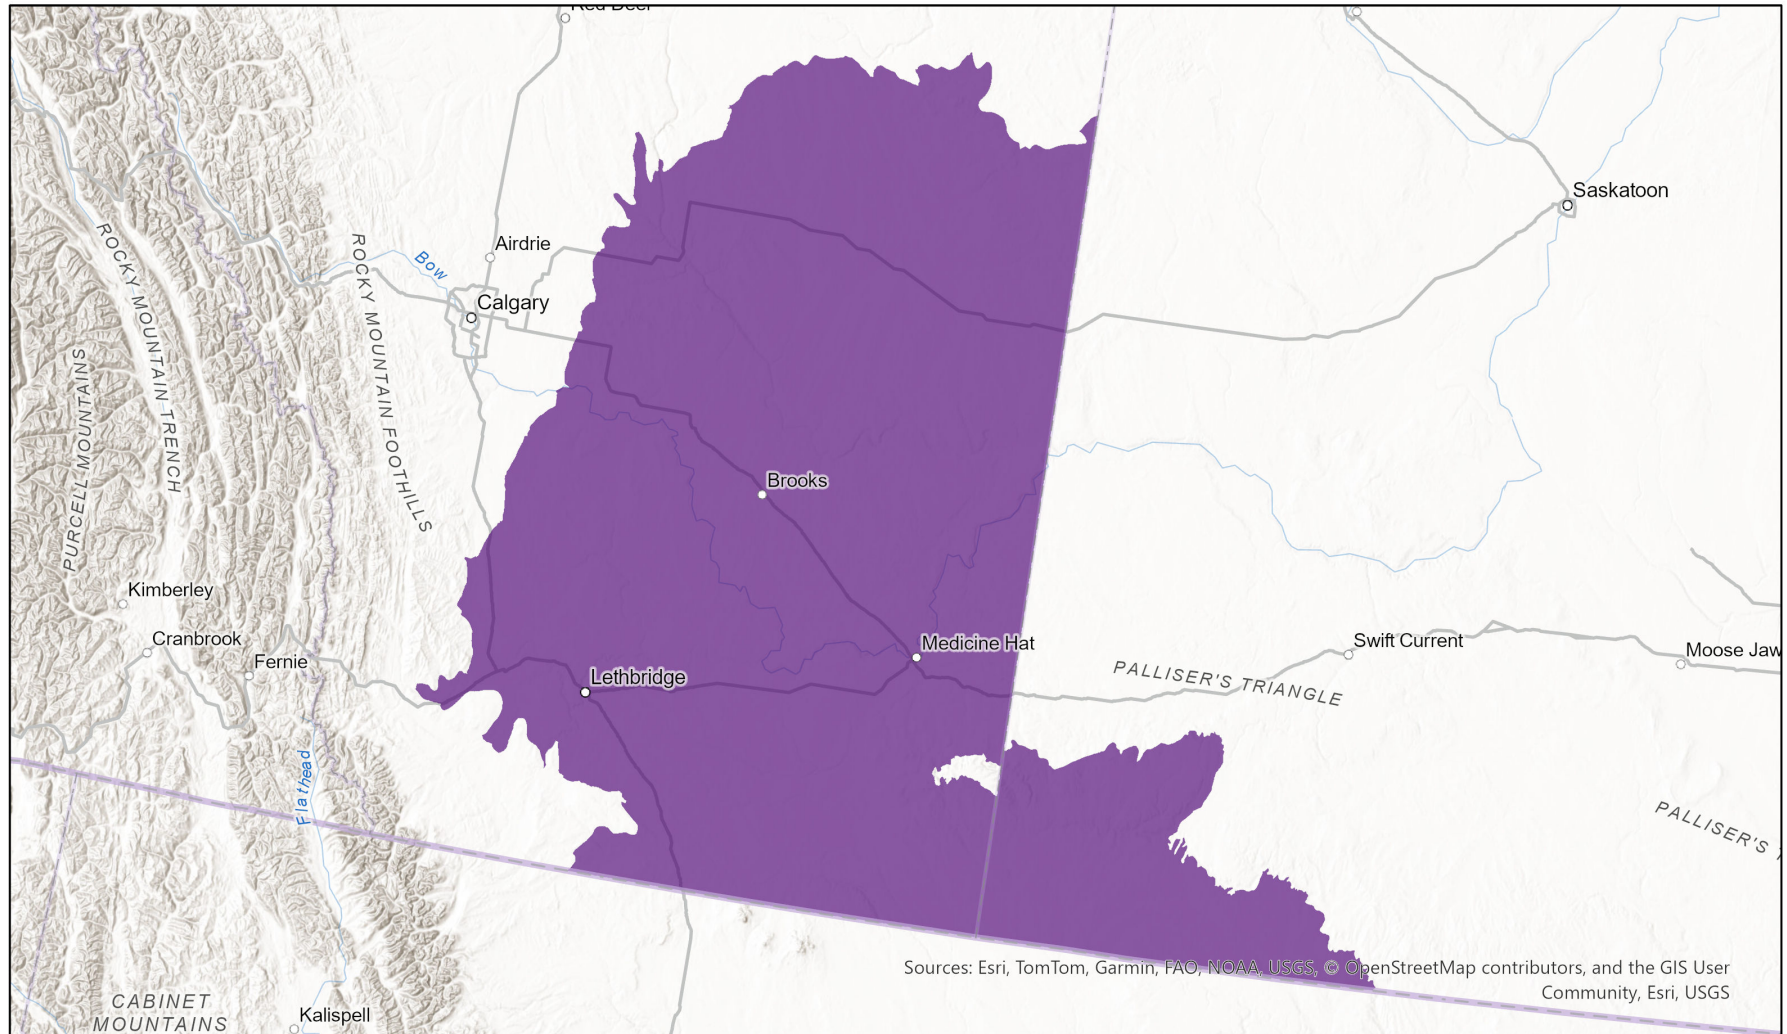 Red Deer
Saskatoon
Airdrie
Bow
Calgary
ROCKY MOUNTAIN TRENCH
ROCKY MOUNTAIN FOOTHILLS
PURCELL MOUNTAINS
Brooks
Kimberley
Cranbrook
Fernie
Medicine Hat
Swift Current
Moose Jaw
Lethbridge
PALLISER'S TRIANGLE
Flathead
PALLISER'S
Sources: Esri, TomTom, Garmin, FAO, NOAA, USGS, © OpenStreetMap contributors, and the GIS User
Community, Esri, USGS
CABINET
MOUNTAINS
Kalispell